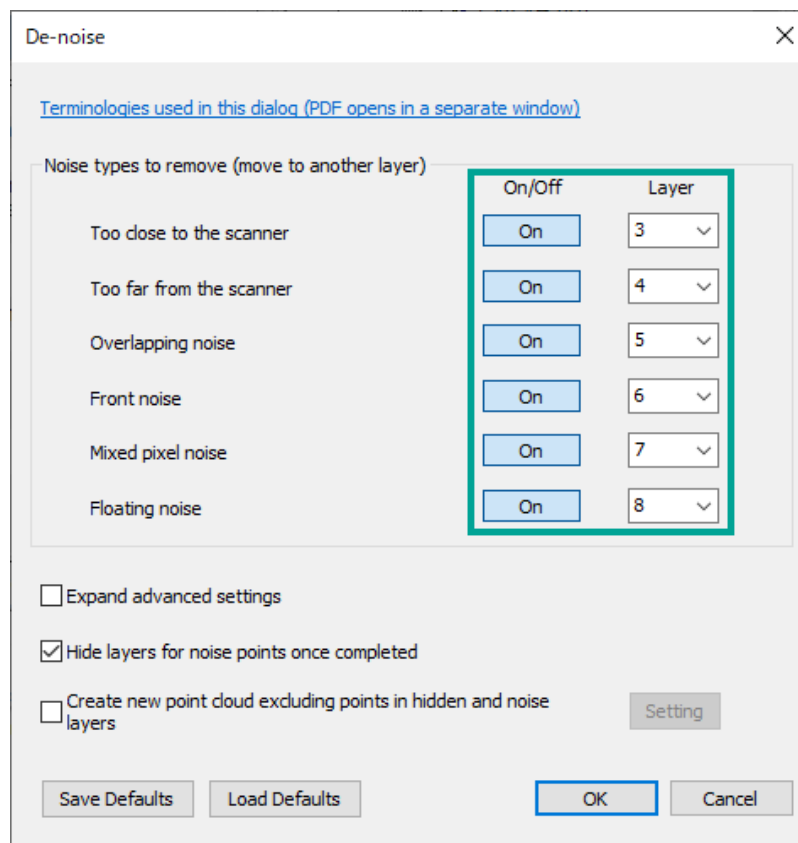 De-noise
Terminologies used in this dialog (PDF opens in a separate window)
Noise types to remove (move to another layer)
On/Off Layer
Too close to the scanner On 3
Too far from the scanner On 4
Overlapping noise On 5
Front noise On 6
Mixed pixel noise On 7
Floating noise On 8
Expand advanced settings
Hide layers for noise points once completed
Create new point cloud excluding points in hidden and noise
layers
Setting
Save Defaults Load Defaults OK Cancel